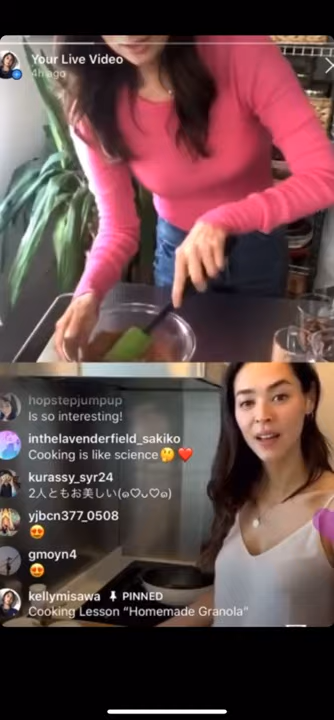 Your Live Video
4h ago
hopstepjumpup
Is so interesting!
inthelavenderfield_sakiko
Cooking is like science🤔❤️
kurassy_syr24
2人ともお美しい(๑♡ᴗ♡๑)
yjbcn377_0508
😍
gmoyn4
😍
kellymisawa 📌 PINNED
Cooking Lesson “Homemade Granola”